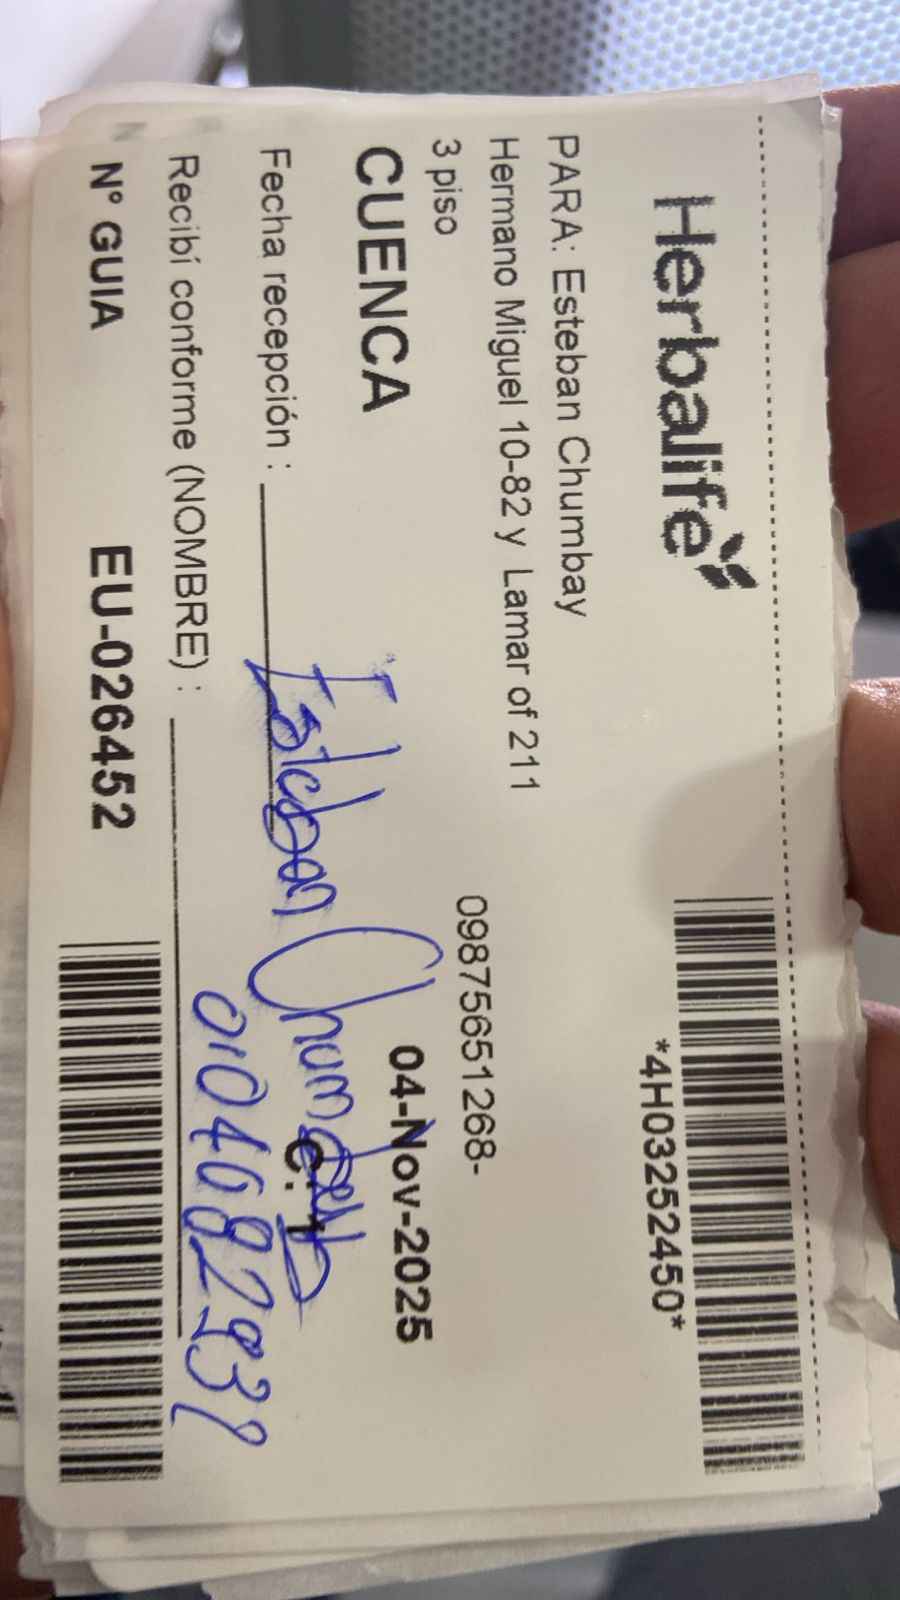 Herbalife
*4H03252450*
PARA: Esteban Chumbay
Hermano Miguel 10-82 y Lamar of 211
3 piso
09875651268-
CUENCA
04-Nov-2025
Fecha recepción :
Esteban Chumbay
C. I.
Recibí conforme (NOMBRE) :
N° GUIA
EU-026452